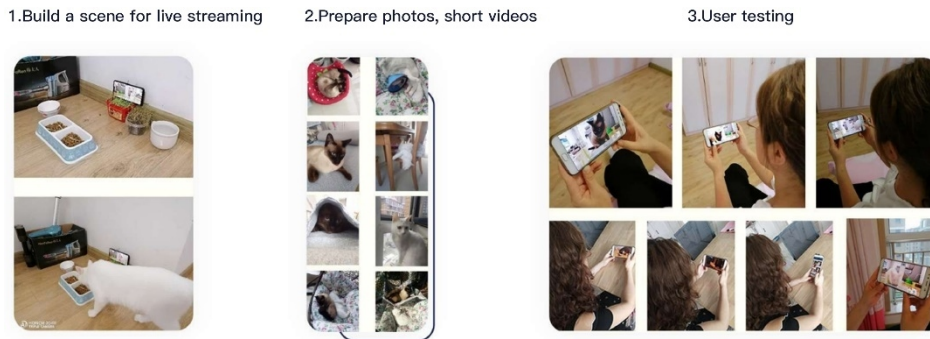 1.Build a scene for live streaming
2.Prepare photos, short videos
3.User testing